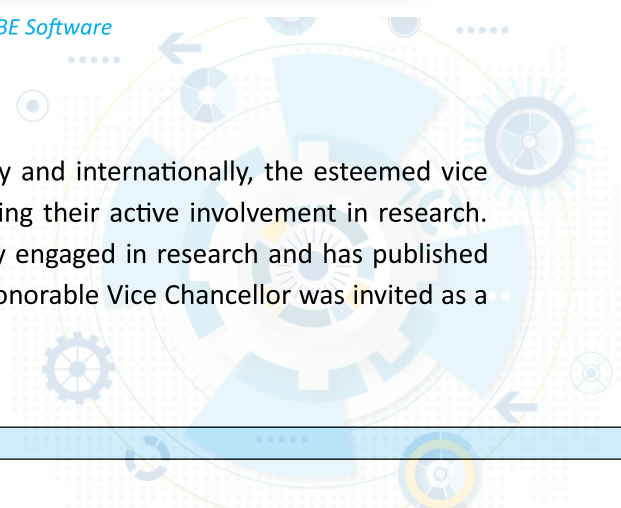 BE Software
y and internationally, the esteemed vice
ing their active involvement in research.
y engaged in research and has published
onorable Vice Chancellor was invited as a